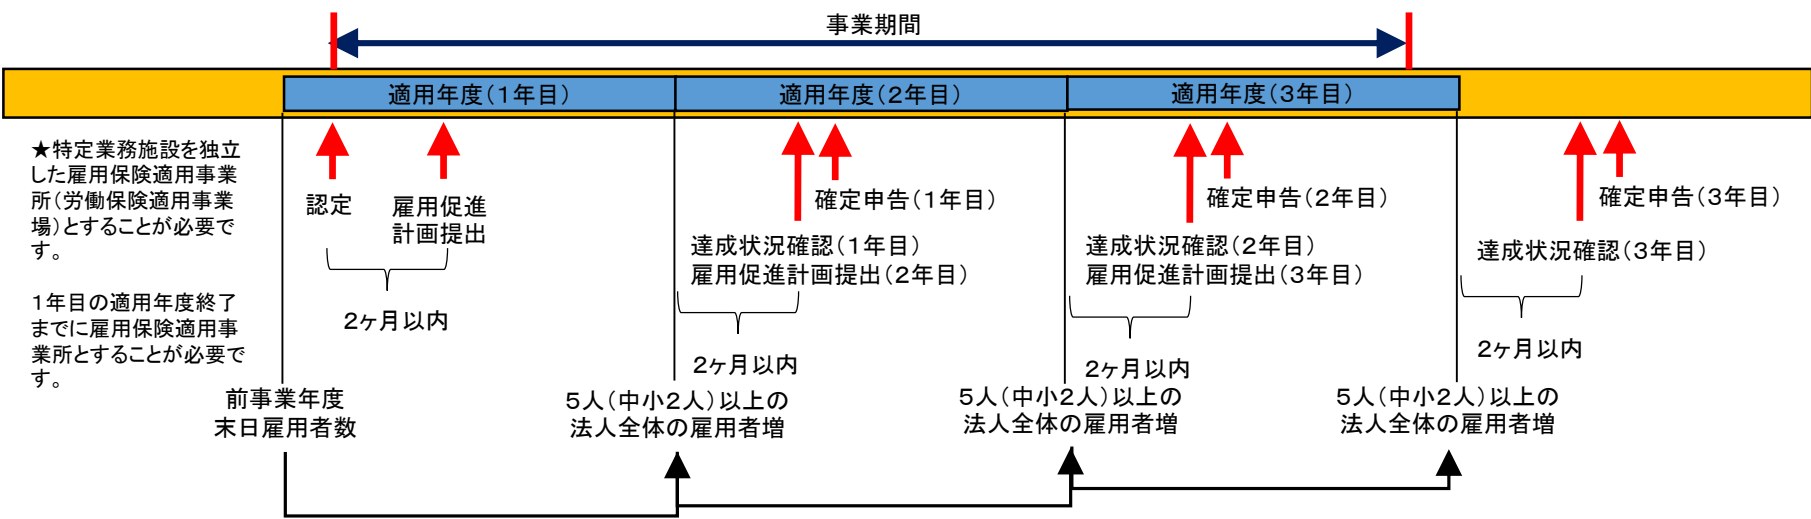 事業期間
適用年度(1年目)
適用年度(2年目)
適用年度(3年目)
★特定業務施設を独立
した雇用保険適用事業
所(労働保険適用事業
場)とすることが必要で
す。
1年目の適用年度終了
までに雇用保険適用事
業所とすることが必要で
す。
認定
雇用促進
計画提出
2ヶ月以内
確定申告(1年目)
達成状況確認(1年目)
雇用促進計画提出(2年目)
2ヶ月以内
確定申告(2年目)
達成状況確認(2年目)
雇用促進計画提出(3年目)
2ヶ月以内
確定申告(3年目)
達成状況確認(3年目)
2ヶ月以内
前事業年度
末日雇用者数
5人(中小2人)以上の
法人全体の雇用者増
5人(中小2人)以上の
法人全体の雇用者増
5人(中小2人)以上の
法人全体の雇用者増